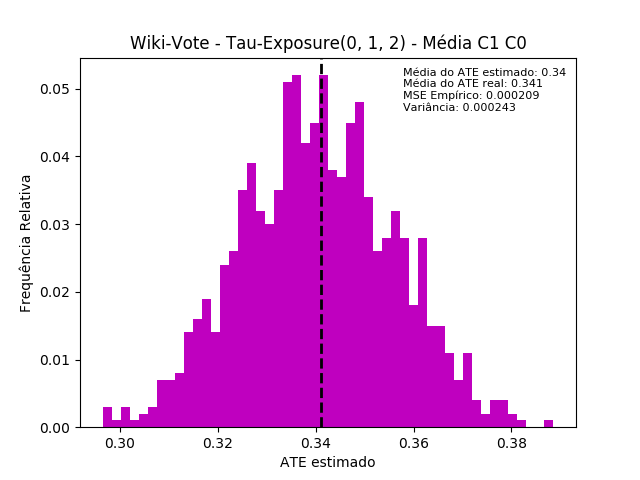 Wiki-Vote - Tau-Exposure(0, 1, 2) - Média C1 C0
Média do ATE estimado: 0.34
Média do ATE real: 0.341
MSE Empírico: 0.000209
Variância: 0.000243
Frequência Relativa
0.05
0.04
0.03
0.02
0.01
0.00
0.30 0.32 0.34 0.36 0.38
ATE estimado